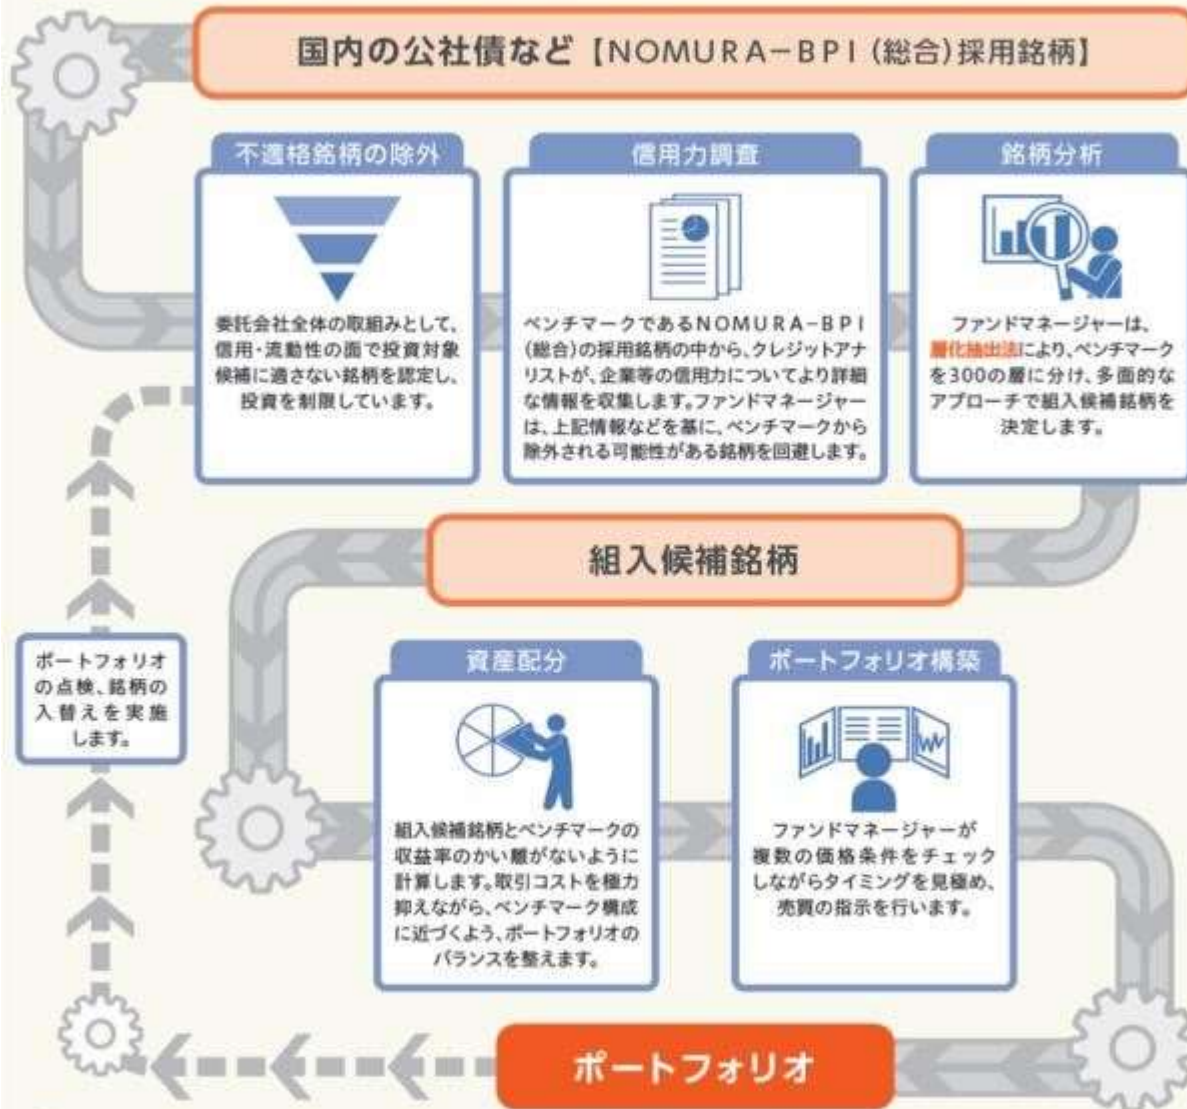 国内の公社債など【NOMURA-BPI(総合)採用銘柄】
不適格銘柄の除外
委託会社全体の取組みとして、
信用・流動性の面で投資対象
候補に適さない銘柄を認定し、
投資を制限しています。
信用力調査
ベンチマークであるNOMURA-BPI
(総合)の採用銘柄の中から、クレジットアナ
リストが、企業等の信用力についてより詳細
な情報を収集します。ファンドマネージャー
は、上記情報などを基に、ベンチマークから
除外される可能性がある銘柄を回避します。
銘柄分析
ファンドマネージャーは、
層化抽出法により、ベンチマーク
を300の層に分け、多面的な
アプローチで組入候補銘柄を
決定します。
組入候補銘柄
ポートフォリオ
の点検、銘柄の
入替えを実施
します。
資産配分
組入候補銘柄とベンチマークの
収益率のかい離がないように
計算します。取引コストを極力
抑えながら、ベンチマーク構成
に近づくよう、ポートフォリオの
バランスを整えます。
ポートフォリオ構築
ファンドマネージャーが
複数の価格条件をチェック
しながらタイミングを見極め、
売買の指示を行います。
ポートフォリオ